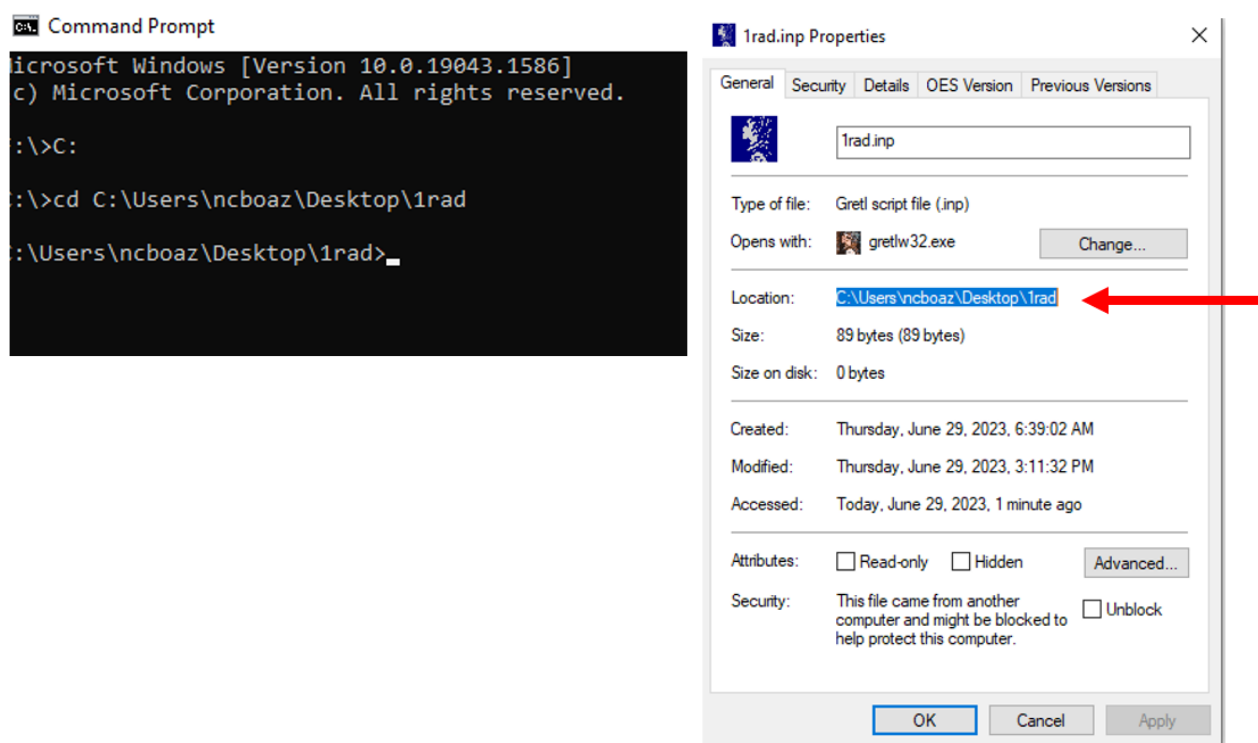 Command Prompt
icrosoft Windows [Version 10.0.19043.1586]
c) Microsoft Corporation. All rights reserved.
:\>C:
:\>cd C:\Users\ncboaz\Desktop\1rad
:\Users\ncboaz\Desktop\1rad>
1rad.inp Properties
General Security Details OES Version Previous Versions
1rad.inp
Type of file: Gretl script file (.inp)
Opens with: gretlw32.exe Change...
Location: C:\Users\ncboaz\Desktop\1rad
Size: 89 bytes (89 bytes)
Size on disk: 0 bytes
Created: Thursday, June 29, 2023, 6:39:02 AM
Modified: Thursday, June 29, 2023, 3:11:32 PM
Accessed: Today, June 29, 2023, 1 minute ago
Attributes: Read-only Hidden Advanced...
Security: This file came from another
computer and might be blocked to
help protect this computer.
Unblock
OK Cancel Apply